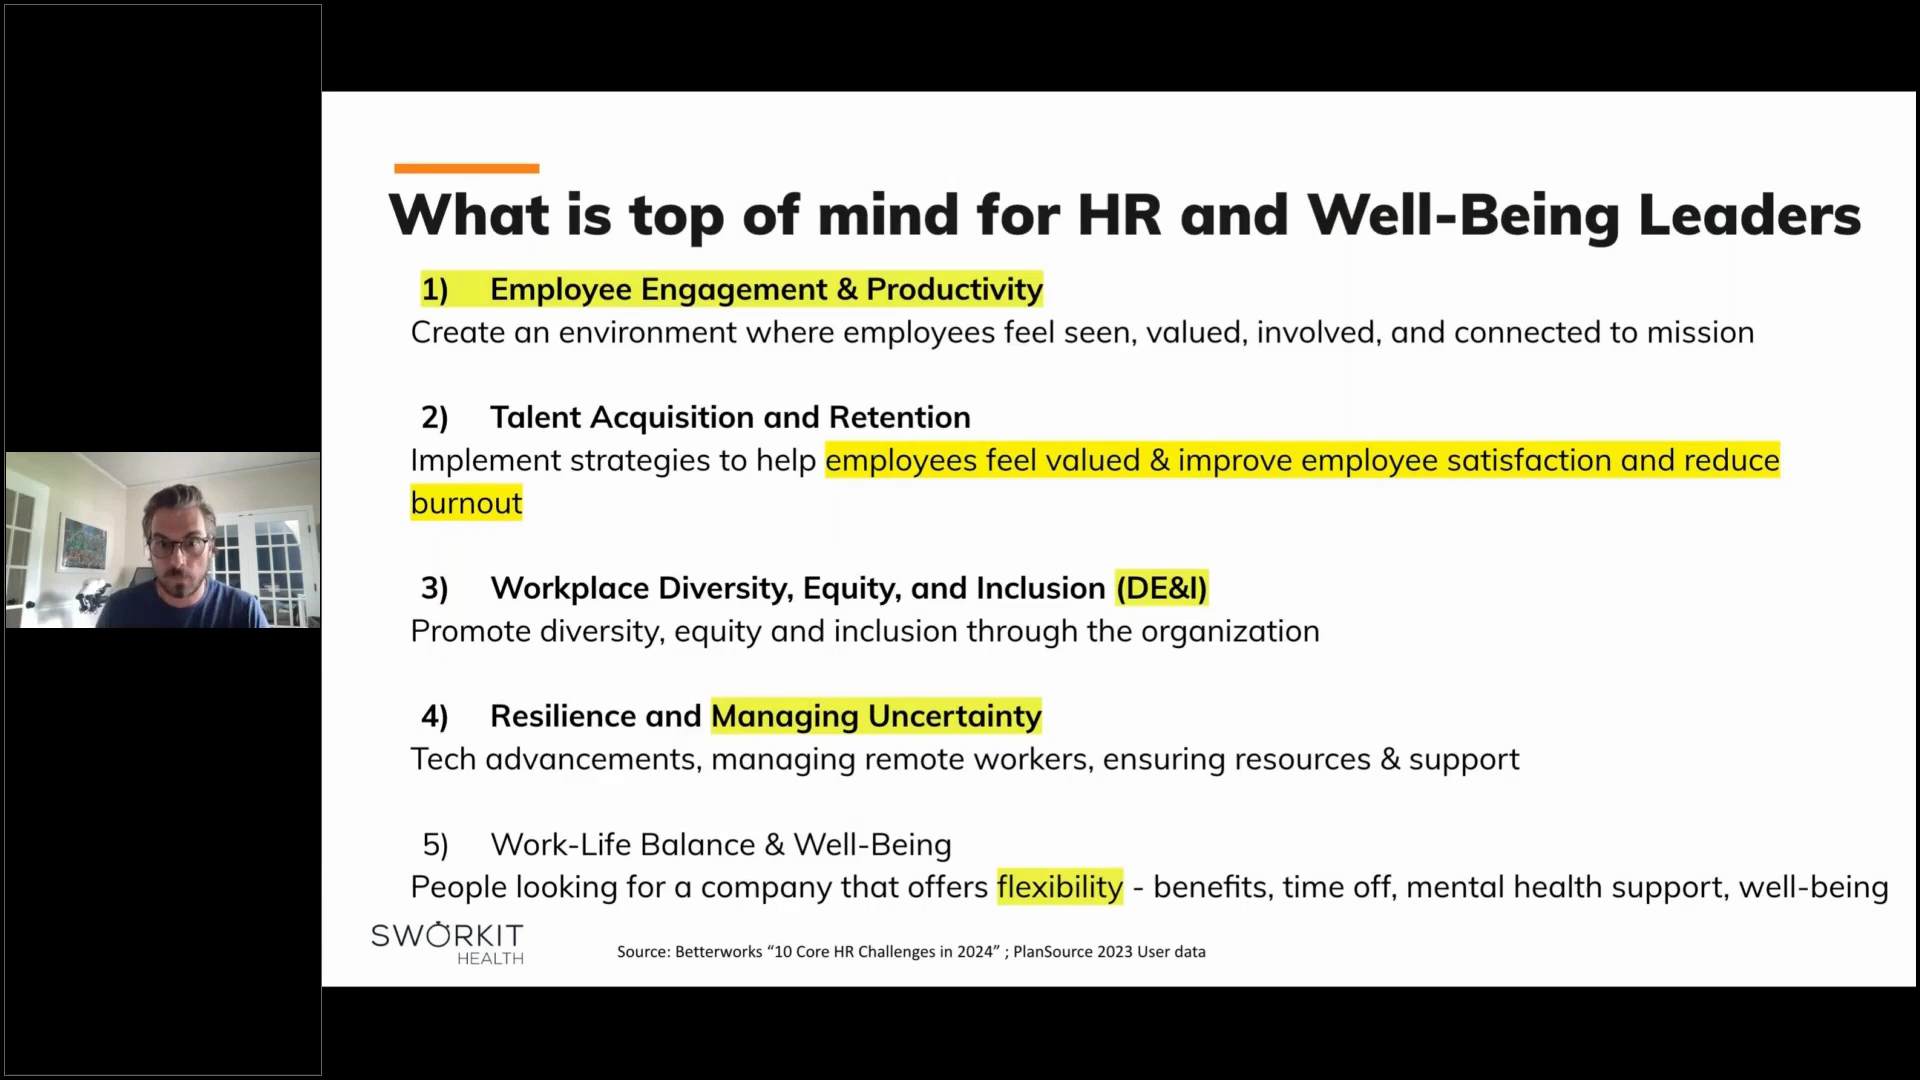 What is top of mind for HR and Well-Being Leaders
1) Employee Engagement & Productivity
Create an environment where employees feel seen, valued, involved, and connected to mission
2) Talent Acquisition and Retention
Implement strategies to help employees feel valued & improve employee satisfaction and reduce
burnout
3) Workplace Diversity, Equity, and Inclusion (DE&I)
Promote diversity, equity and inclusion through the organization
4) Resilience and Managing Uncertainty
Tech advancements, managing remote workers, ensuring resources & support
5) Work-Life Balance & Well-Being
People looking for a company that offers flexibility - benefits, time off, mental health support, well-being
SWORKIT
HEALTH
Source: Betterworks “10 Core HR Challenges in 2024” ; PlanSource 2023 User data